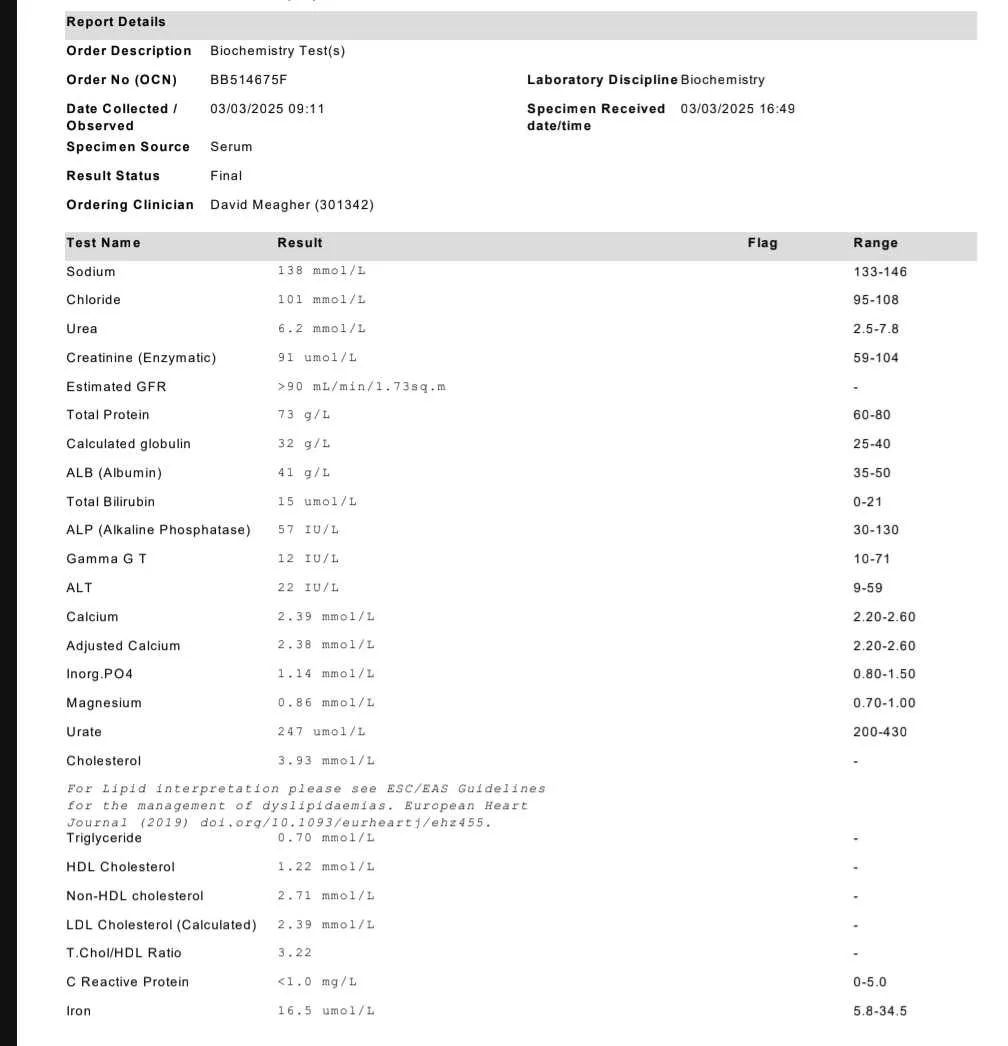 Report Details
Order Description Biochemistry Test(s)
Order No (OCN) BB514675F Laboratory Discipline Biochemistry
Date Collected / 03/03/2025 09:11 Specimen Received 03/03/2025 16:49
Observed date/time
Specimen Source Serum
Result Status Final
Ordering Clinician David Meagher (301342)
Test Name Result Flag Range
Sodium 138 mmol/L 133-146
Chloride 101 mmol/L 95-108
Urea 6.2 mmol/L 2.5-7.8
Creatinine (Enzymatic) 91 umol/L 59-104
Estimated GFR >90 mL/min/1.73sq.m -
Total Protein 73 g/L 60-80
Calculated globulin 32 g/L 25-40
ALB (Albumin) 41 g/L 35-50
Total Bilirubin 15 umol/L 0-21
ALP (Alkaline Phosphatase) 57 IU/L 30-130
Gamma G T 12 IU/L 10-71
ALT 22 IU/L 9-59
Calcium 2.39 mmol/L 2.20-2.60
Adjusted Calcium 2.38 mmol/L 2.20-2.60
Inorg.PO4 1.14 mmol/L 0.80-1.50
Magnesium 0.86 mmol/L 0.70-1.00
Urate 247 umol/L 200-430
Cholesterol 3.93 mmol/L -
For Lipid interpretation please see ESC/EAS Guidelines
for the management of dyslipidaemias. European Heart
Journal (2019) doi.org/10.1093/eurheartj/ehz455.
Triglyceride 0.70 mmol/L -
HDL Cholesterol 1.22 mmol/L -
Non-HDL cholesterol 2.71 mmol/L -
LDL Cholesterol (Calculated) 2.39 mmol/L -
T.Chol/HDL Ratio 3.22 -
C Reactive Protein <1.0 mg/L 0-5.0
Iron 16.5 umol/L 5.8-34.5